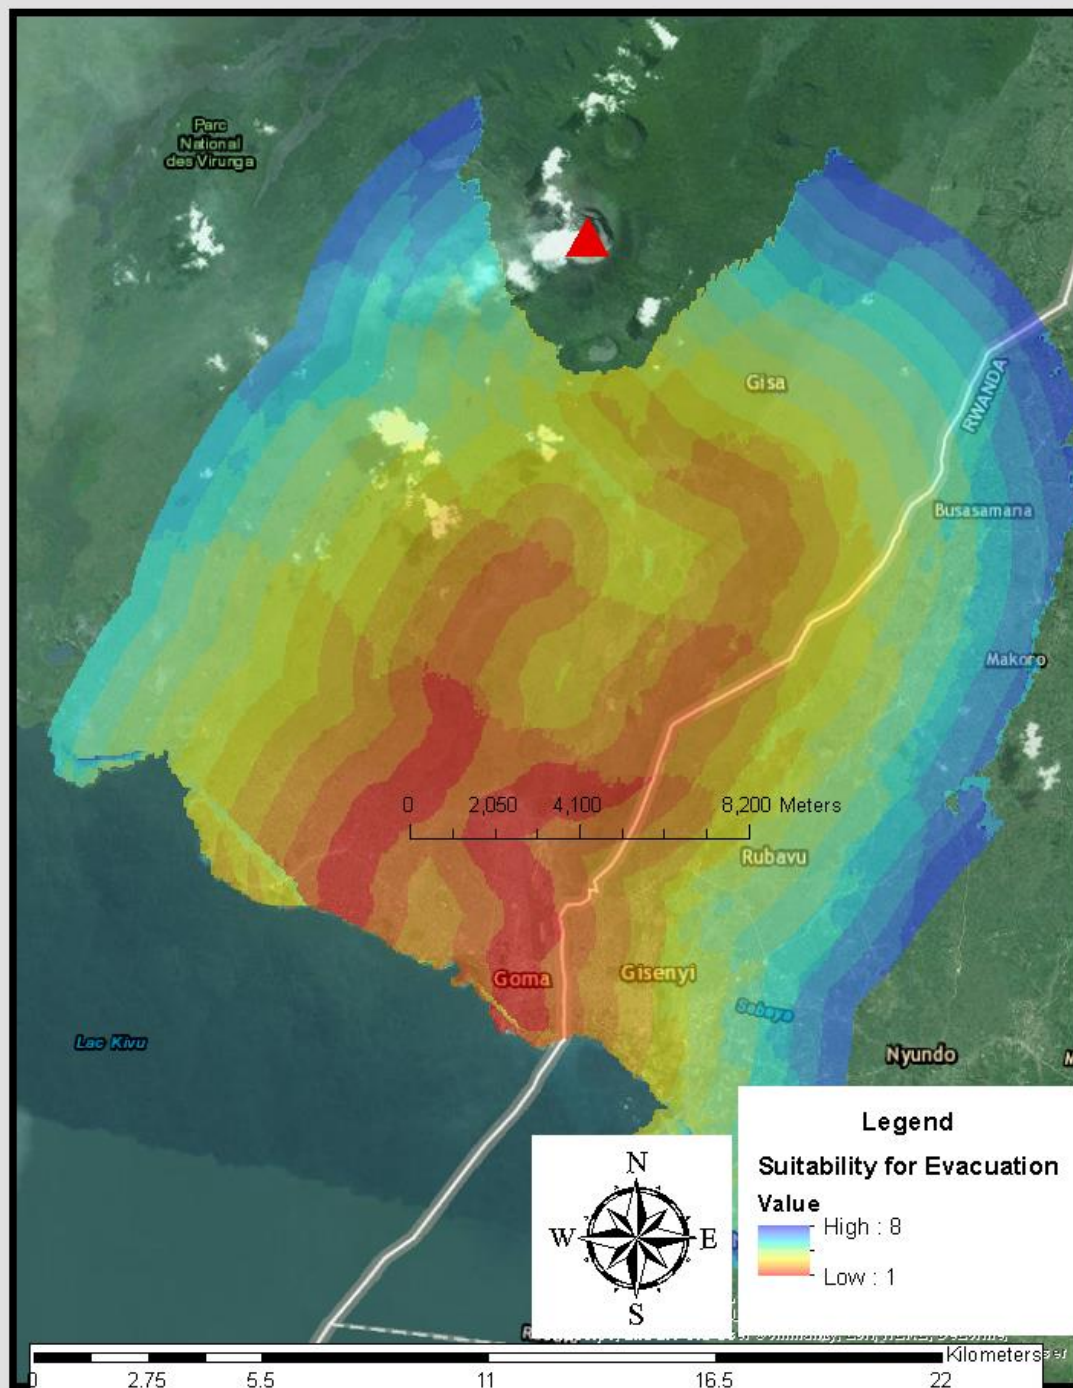 Parc
National
des Virunga
Gisa
RWANDA
Busasamana
Makoro
0 2,050 4,100 8,200 Meters
Rubavu
Goma
Gisenyi
Sebeya
Lac Kivu
Nyundo
M
Legend
Suitability for Evacuation
Value
High : 8
Low : 1
N
W
E
S
Kilometers
0 2.75 5.5 11 16.5 22